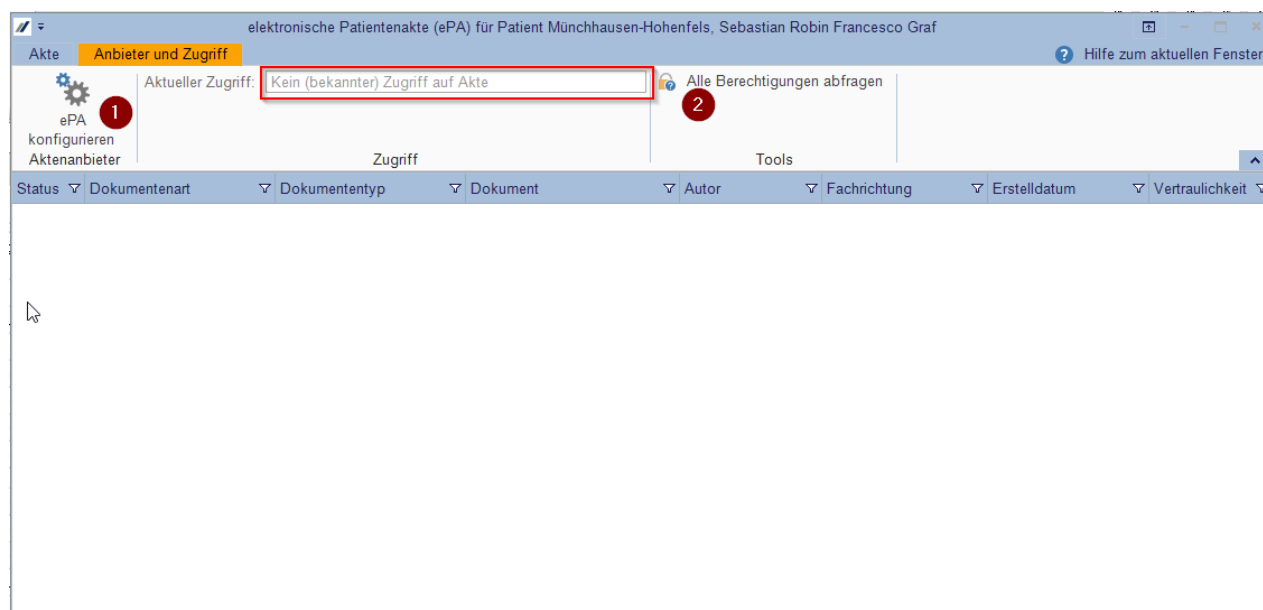 elektronische Patientenakte (ePA) für Patient Münchhausen-Hohenfels, Sebastian Robin Francesco Graf
Akte Anbieter und Zugriff Hilfe zum aktuellen Fenster
Aktueller Zugriff: Kein (bekannter) Zugriff auf Akte Alle Berechtigungen abfragen
1 2
ePA
konfigurieren
Aktenanbieter Zugriff Tools
Status Dokumentenart Dokumententyp Dokument Autor Fachrichtung Erstelldatum Vertraulichkeit